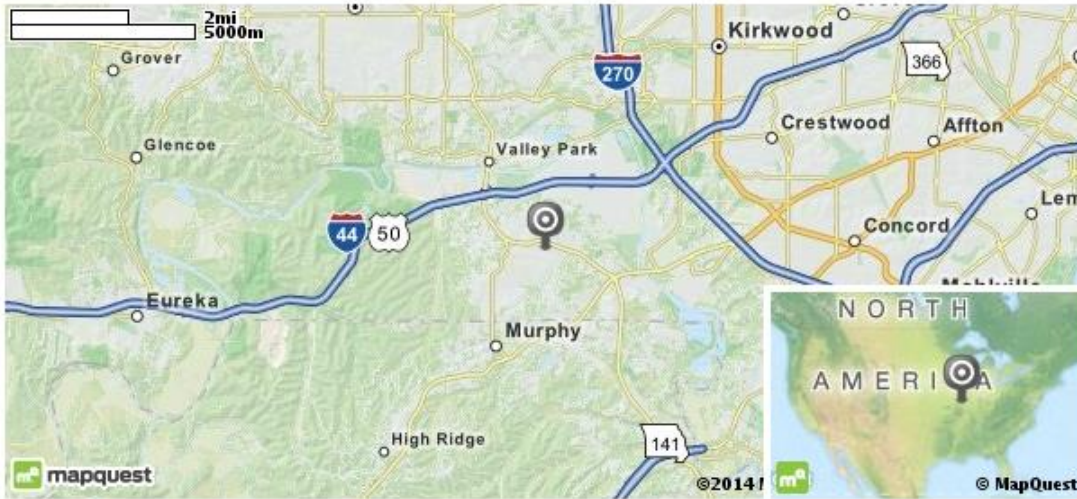 2mi
5000m
Grover
Kirkwood
270
366
Crestwood
Affton
Glencoe
Valley Park
44
50
Concord
Eureka
Murphy
High Ridge
141
NORTH
AMERICA
mapquest
©2014
© MapQuest